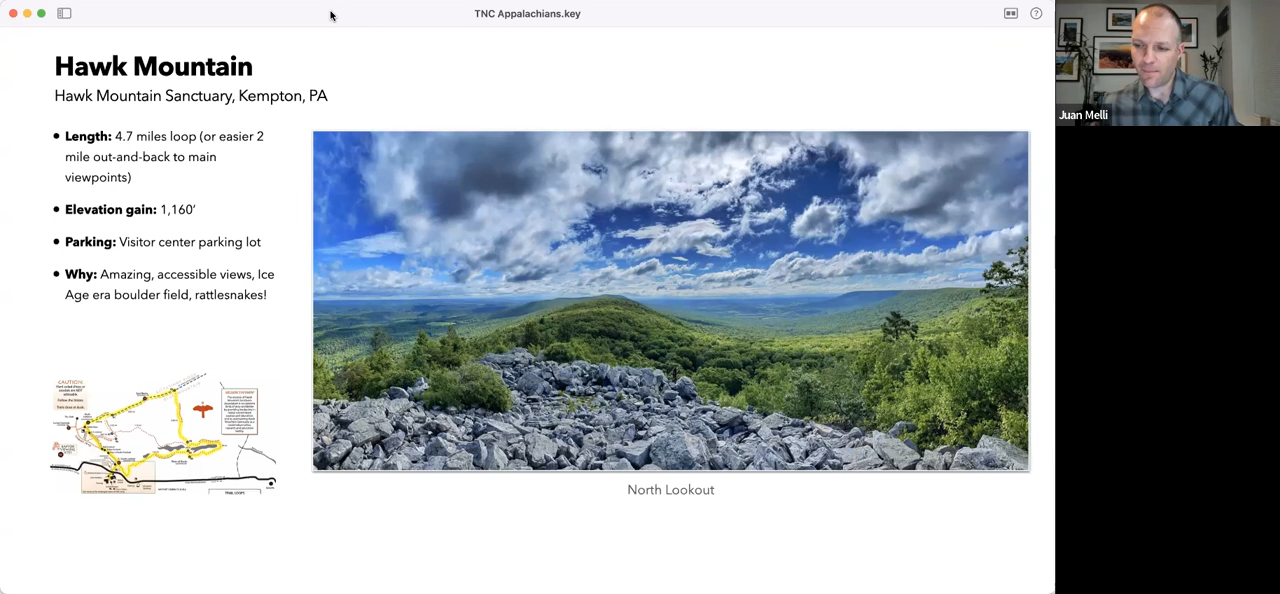 TNC Appalachians.key
Hawk Mountain
Hawk Mountain Sanctuary, Kempton, PA
• Length: 4.7 miles loop (or easier 2
mile out-and-back to main
viewpoints)
• Elevation gain: 1,160’
• Parking: Visitor center parking lot
• Why: Amazing, accessible views, Ice
Age era boulder field, rattlesnakes!
CAUTION!
TRAIL LOOPS
North Lookout
Juan Melli